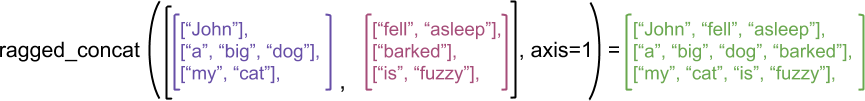 [“John”], [“fell”, “asleep”], [“John”, “fell”, “asleep”],
ragged_concat ([[ [“a”, “big”, “dog”], ] , [ [“barked”], ]], axis=1) = [ [“a”, “big”, “dog”, “barked”], ]
[“my”, “cat”], [“is”, “fuzzy”], [“my”, “cat”, “is”, “fuzzy”],